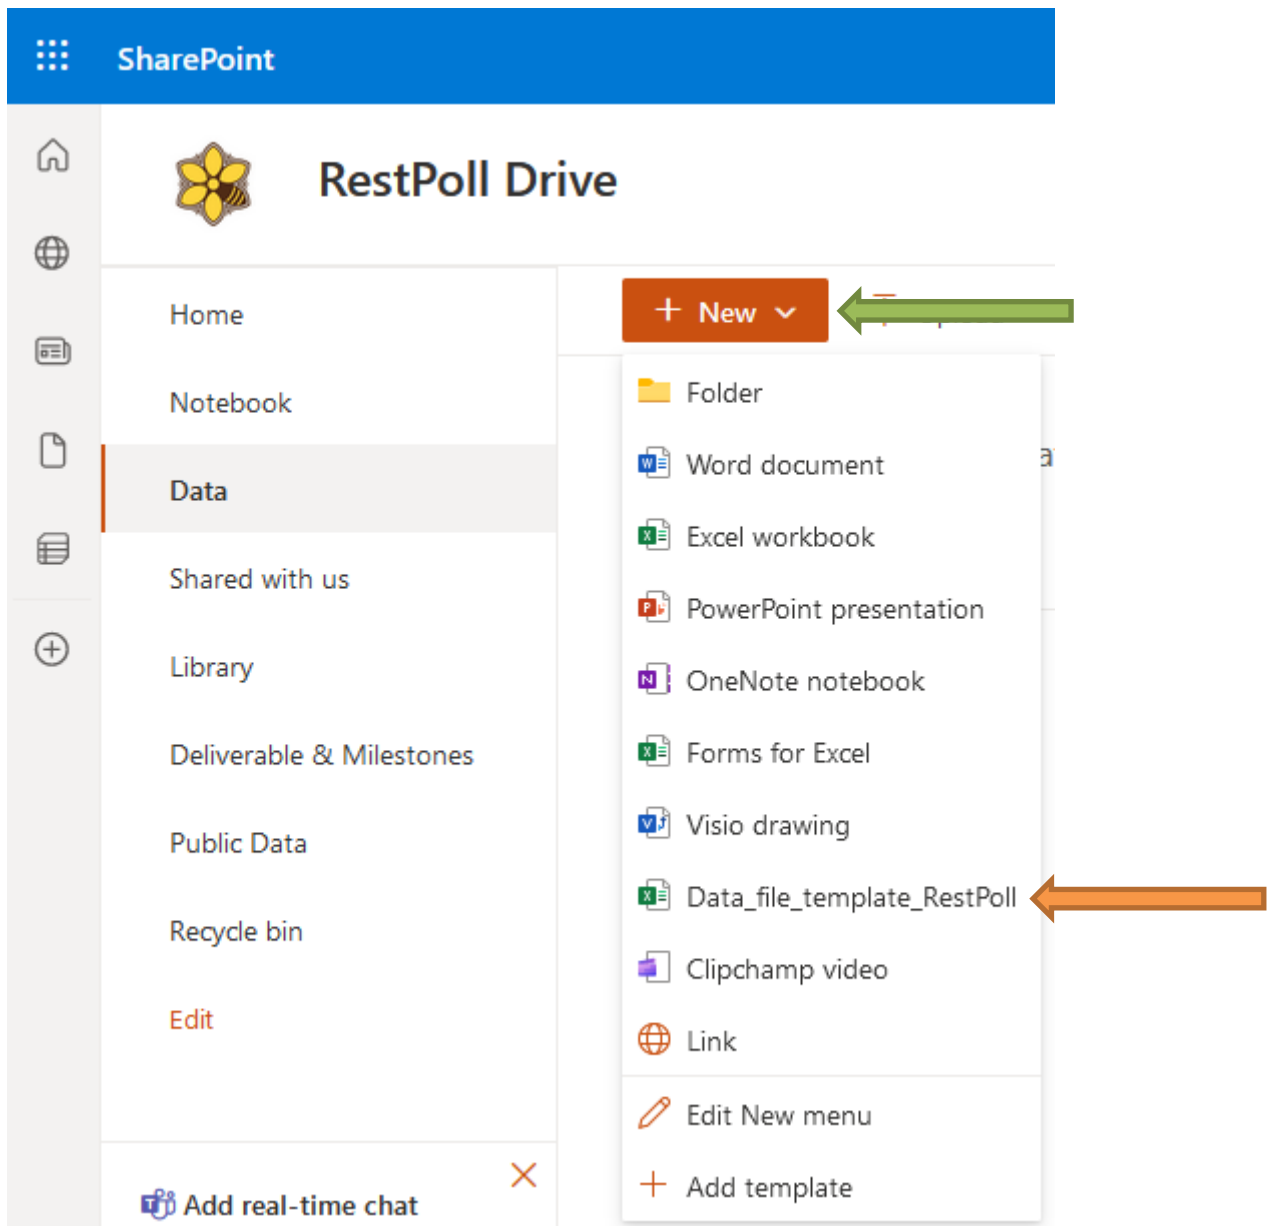 SharePoint
RestPoll Drive
Home
Notebook
Data
Shared with us
Library
Deliverable & Milestones
Public Data
Recycle bin
Edit
Add real-time chat
+ New
Folder
Word document
Excel workbook
PowerPoint presentation
OneNote notebook
Forms for Excel
Visio drawing
Data_file_template_RestPoll
Clipchamp video
Link
Edit New menu
Add template